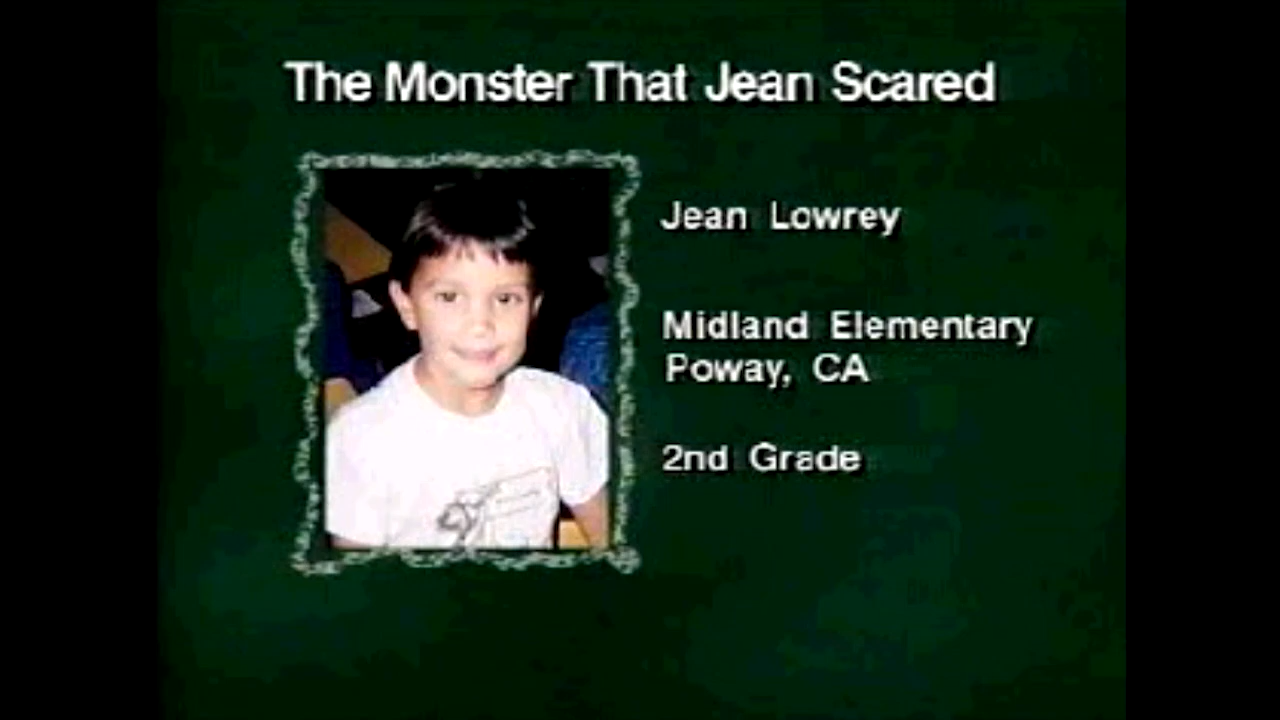 The Monster That Jean Scared
Jean Lowrey
Midland Elementary
Poway, CA
2nd Grade